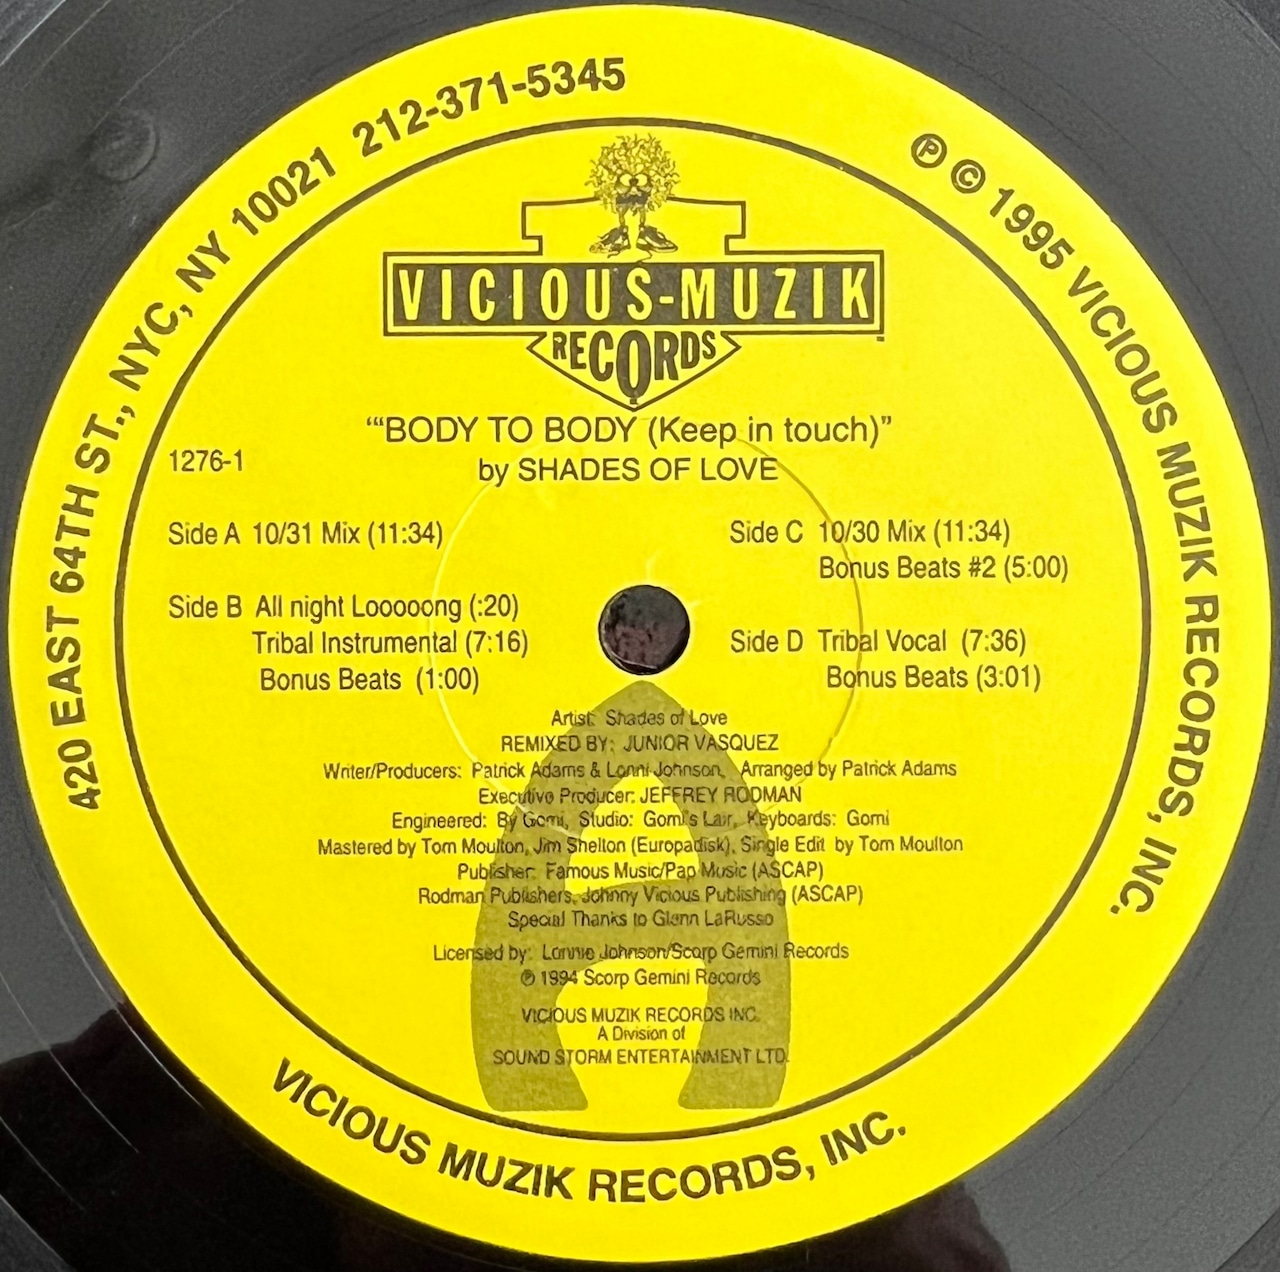 420 EAST 64TH ST., NYC, NY 10021 212-371-5345
Ⓟ © 1995 VICIOUS MUZIK RECORDS, INC.
VICIOUS-MUZIK
RECORDS
"‘BODY TO BODY (Keep in touch)"
by SHADES OF LOVE
1276-1
Side A 10/31 Mix (11:34)
Side B All night Looooong (:20)
Tribal Instrumental (7:16)
Bonus Beats (1:00)
Side C 10/30 Mix (11:34)
Bonus Beats #2 (5:00)
Side D Tribal Vocal (7:36)
Bonus Beats (3:01)
Artist: Shades of Love
REMIXED BY: JUNIOR VASQUEZ
Writer/Producers: Patrick Adams & Lonni Johnson, Arranged by Patrick Adams
Executive Producer: JEFFREY RODMAN
Engineered: By Gomi, Studio: Gomi's Lair, Keyboards: Gomi
Mastered by Tom Moulton, Jim Shelton (Europadisk), Single Edit by Tom Moulton
Publisher: Famous Music/Pap Music (ASCAP)
Rodman Publishers, Johnny Vicious Publishing (ASCAP)
Special Thanks to Glenn LaRusso
Licensed by: Lonnie Johnson/Scorp Gemini Records
Ⓟ 1994 Scorp Gemini Records
VICIOUS MUZIK RECORDS INC.
A Division of
SOUND STORM ENTERTAINMENT LTD.
A
VICIOUS MUZIK RECORDS, INC.